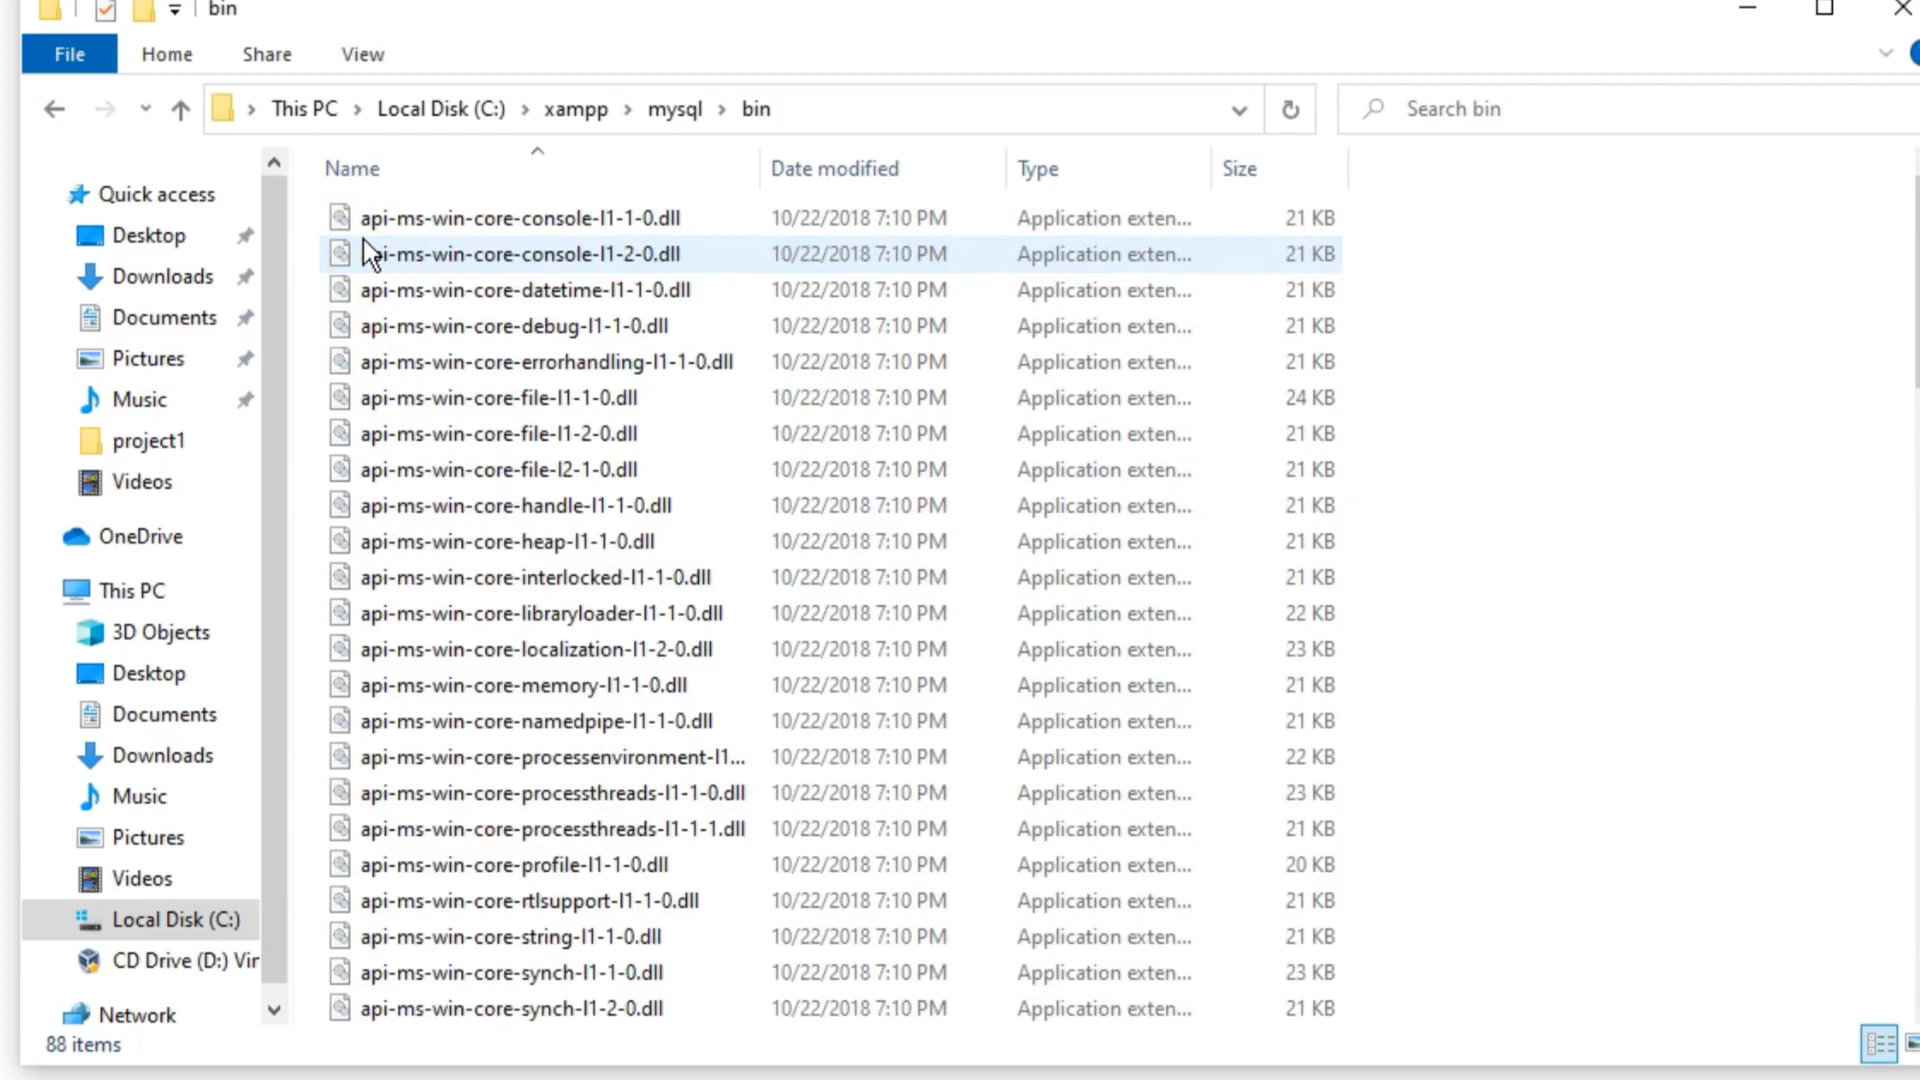 bin
File Home Share View
This PC > Local Disk (C:) > xampp > mysql > bin
Search bin
Name Date modified Type Size
Quick access
Desktop
Downloads
Documents
Pictures
Music
project1
Videos
OneDrive
This PC
3D Objects
Desktop
Documents
Downloads
Music
Pictures
Videos
Local Disk (C:)
CD Drive (D:) Vir
Network
api-ms-win-core-console-l1-1-0.dll 10/22/2018 7:10 PM Application exten... 21 KB
api-ms-win-core-console-l1-2-0.dll 10/22/2018 7:10 PM Application exten... 21 KB
api-ms-win-core-datetime-l1-1-0.dll 10/22/2018 7:10 PM Application exten... 21 KB
api-ms-win-core-debug-l1-1-0.dll 10/22/2018 7:10 PM Application exten... 21 KB
api-ms-win-core-errorhandling-l1-1-0.dll 10/22/2018 7:10 PM Application exten... 21 KB
api-ms-win-core-file-l1-1-0.dll 10/22/2018 7:10 PM Application exten... 24 KB
api-ms-win-core-file-l1-2-0.dll 10/22/2018 7:10 PM Application exten... 21 KB
api-ms-win-core-file-l2-1-0.dll 10/22/2018 7:10 PM Application exten... 21 KB
api-ms-win-core-handle-l1-1-0.dll 10/22/2018 7:10 PM Application exten... 21 KB
api-ms-win-core-heap-l1-1-0.dll 10/22/2018 7:10 PM Application exten... 21 KB
api-ms-win-core-interlocked-l1-1-0.dll 10/22/2018 7:10 PM Application exten... 21 KB
api-ms-win-core-libraryloader-l1-1-0.dll 10/22/2018 7:10 PM Application exten... 22 KB
api-ms-win-core-localization-l1-2-0.dll 10/22/2018 7:10 PM Application exten... 23 KB
api-ms-win-core-memory-l1-1-0.dll 10/22/2018 7:10 PM Application exten... 21 KB
api-ms-win-core-namedpipe-l1-1-0.dll 10/22/2018 7:10 PM Application exten... 21 KB
api-ms-win-core-processenvironment-l1... 10/22/2018 7:10 PM Application exten... 22 KB
api-ms-win-core-processthreads-l1-1-0.dll 10/22/2018 7:10 PM Application exten... 23 KB
api-ms-win-core-processthreads-l1-1-1.dll 10/22/2018 7:10 PM Application exten... 21 KB
api-ms-win-core-profile-l1-1-0.dll 10/22/2018 7:10 PM Application exten... 20 KB
api-ms-win-core-rtlsupport-l1-1-0.dll 10/22/2018 7:10 PM Application exten... 21 KB
api-ms-win-core-string-l1-1-0.dll 10/22/2018 7:10 PM Application exten... 21 KB
api-ms-win-core-synch-l1-1-0.dll 10/22/2018 7:10 PM Application exten... 23 KB
api-ms-win-core-synch-l1-2-0.dll 10/22/2018 7:10 PM Application exten... 21 KB
88 items